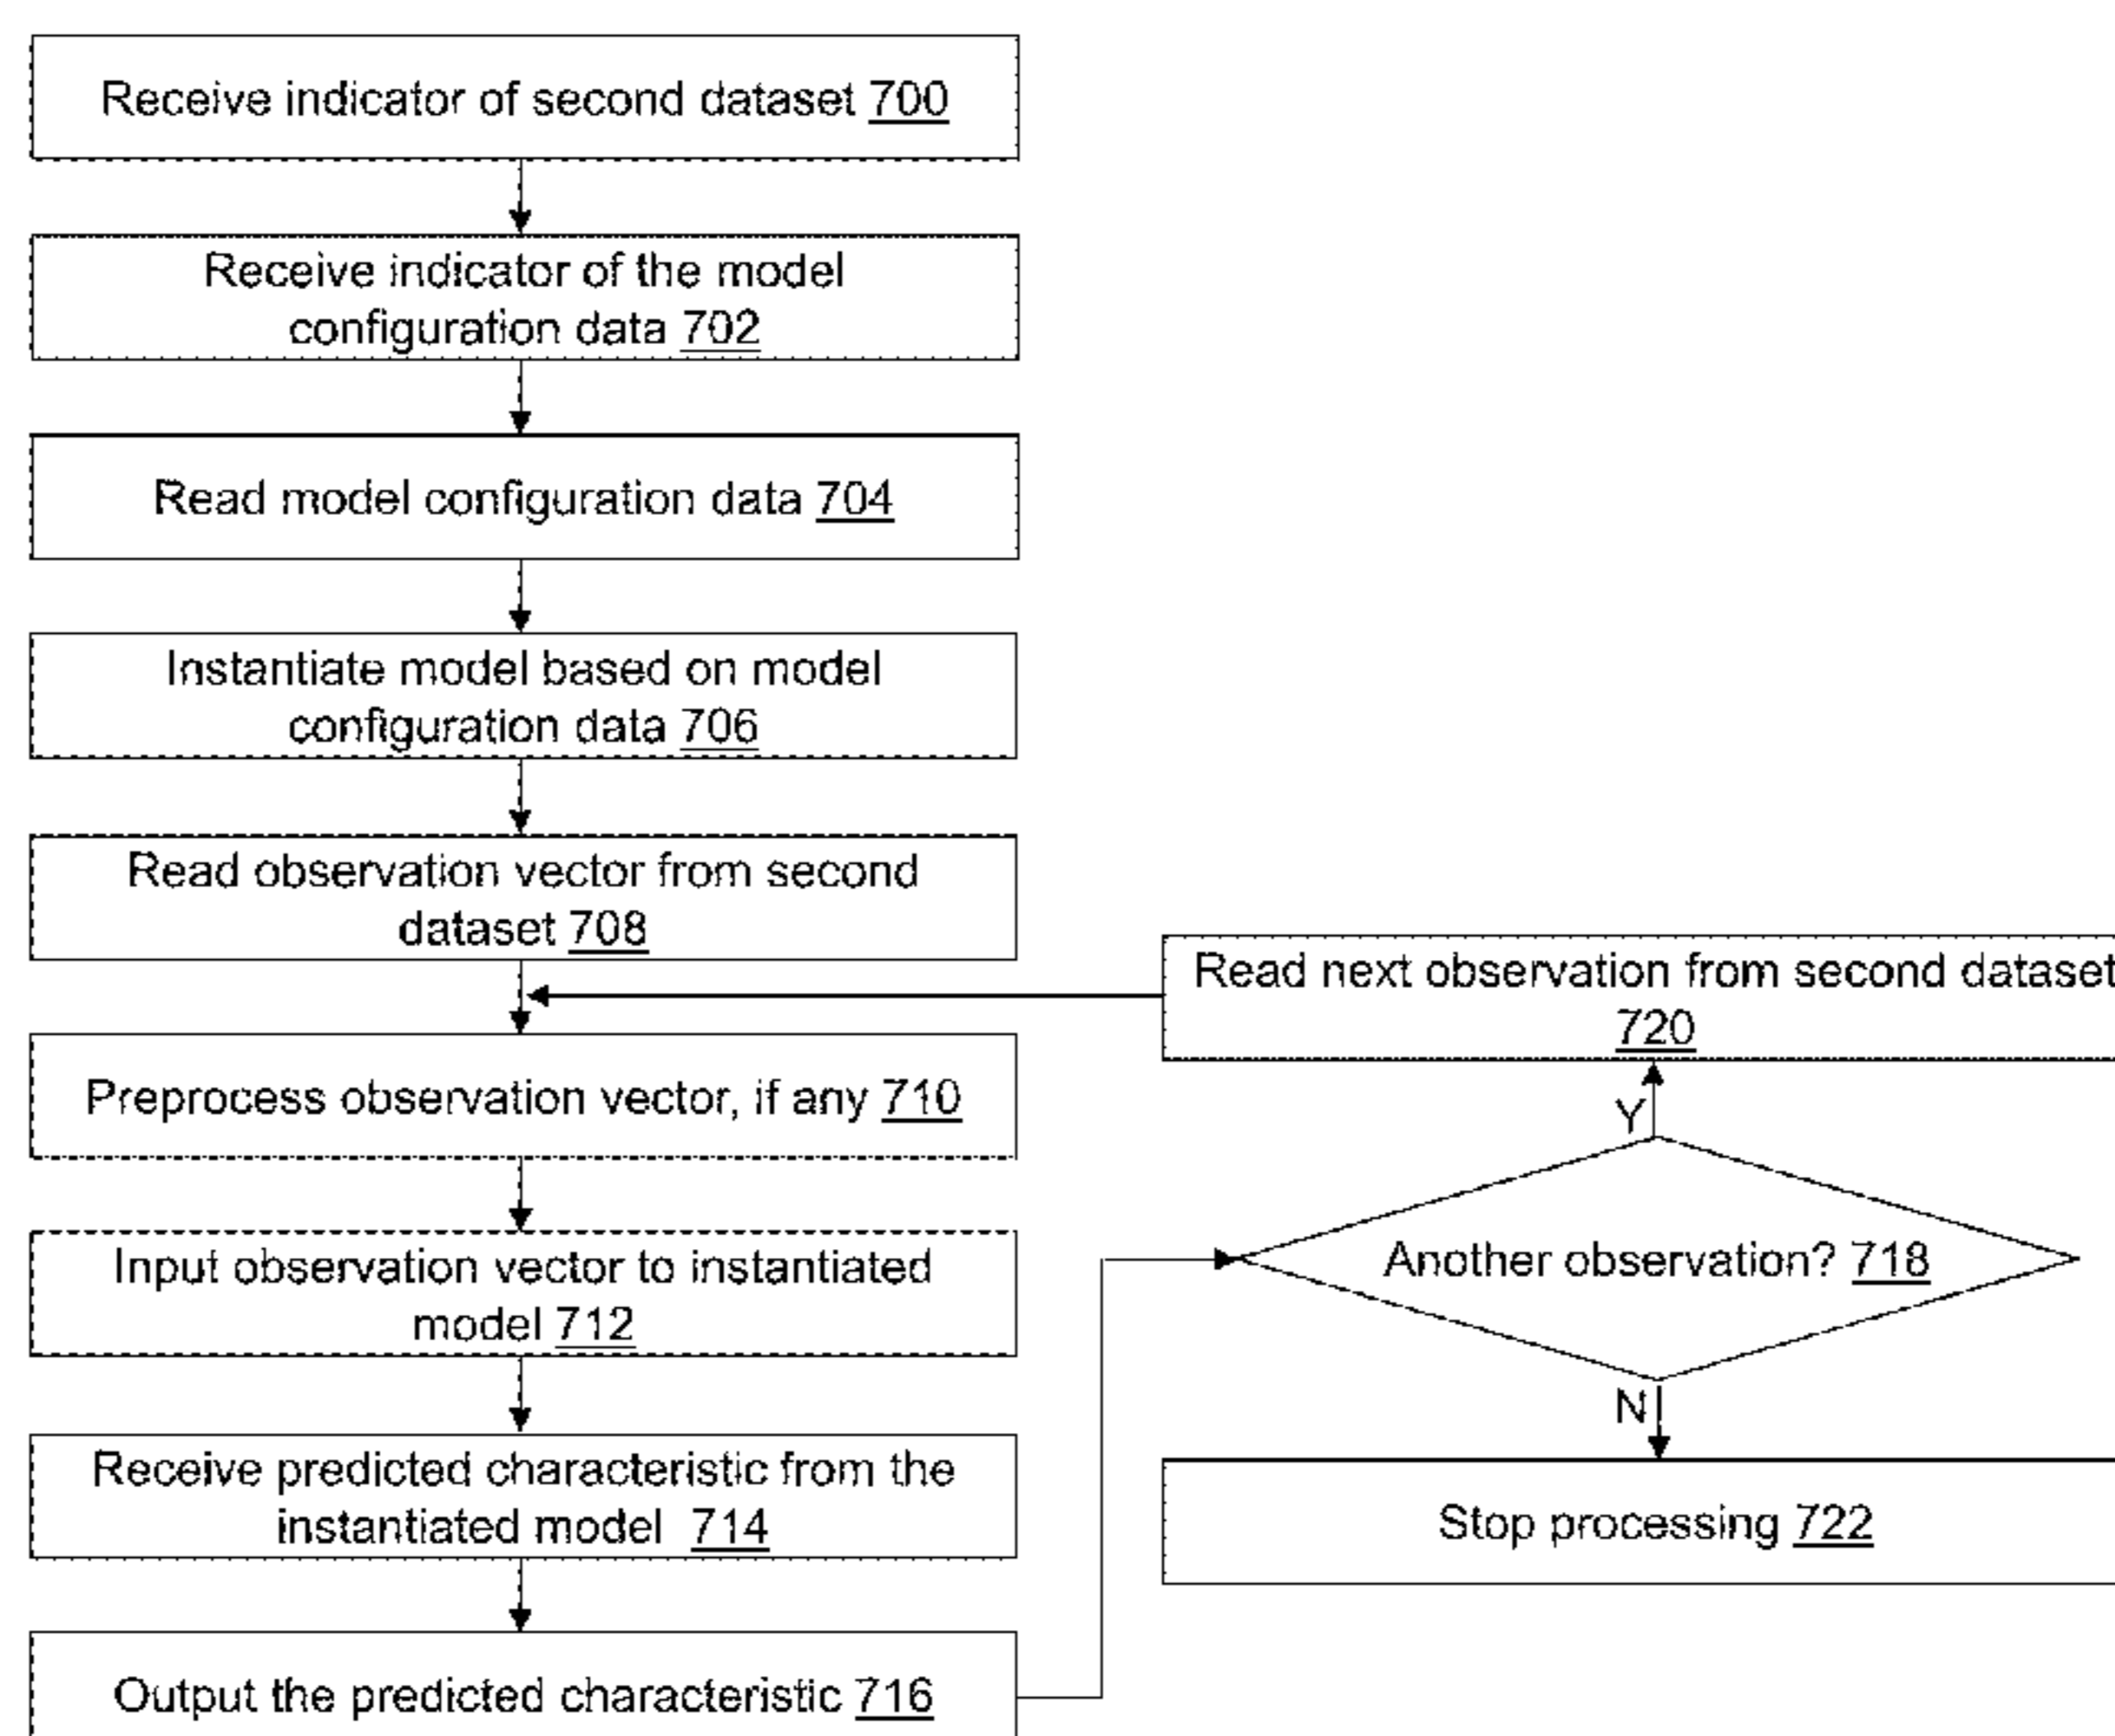 Receive indicator of second dataset 700
Receive indicator of the model
configuration data 702
Read model configuration data 704
Instantiate model based on model
configuration data 706
Read observation vector from second
dataset 708
Preprocess observation vector, if any 710
Input observation vector to instantiated
model 712
Receive predicted characteristic from the
instantiated model 714
Output the predicted characteristic 716
Read next observation from second dataset
720
Y
Another observation? 718
N
Stop processing 722